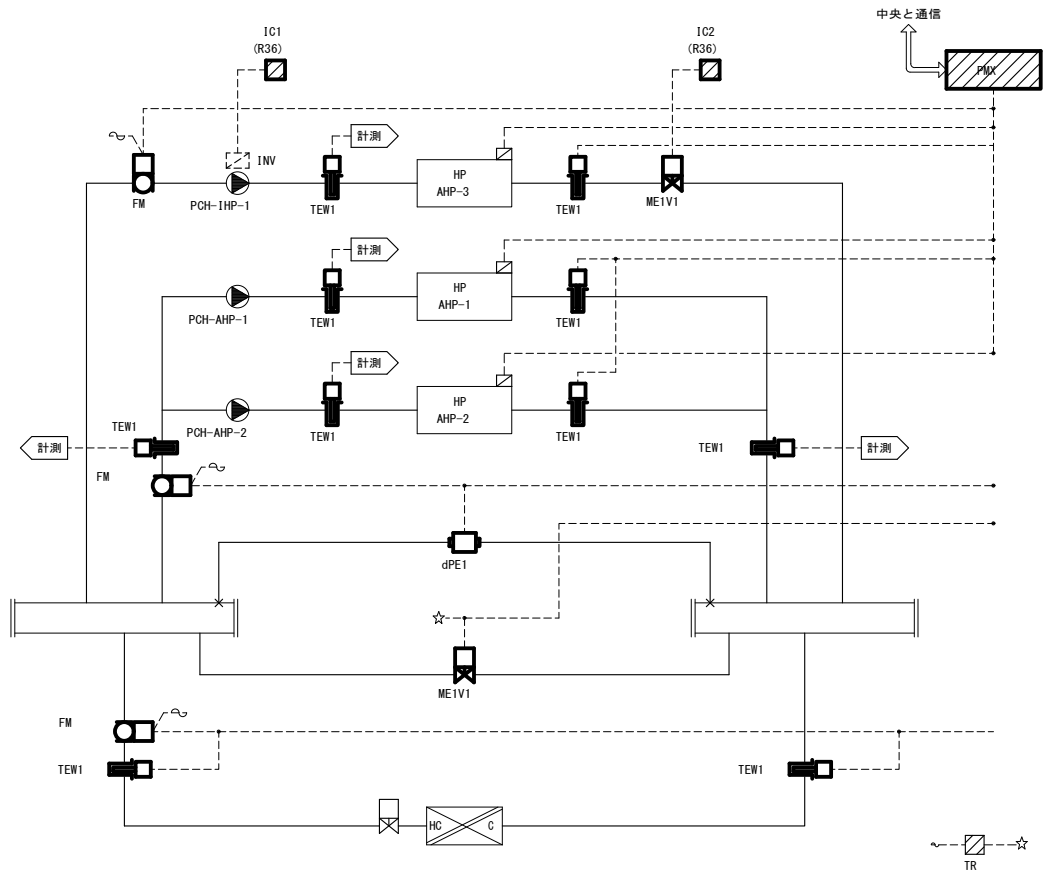 中央と通信
IC1
(R36)
IC2
(R36)
PMX
計測
INV
HP
AHP-3
FM
PCH-IHP-1
TEW1
TEW1
ME1V1
計測
HP
AHP-1
PCH-AHP-1
TEW1
TEW1
計測
HP
AHP-2
TEW1
PCH-AHP-2
TEW1
TEW1
計測
TEW1
計測
FM
dPE1
ME1V1
FM
TEW1
TEW1
HC
C
TR